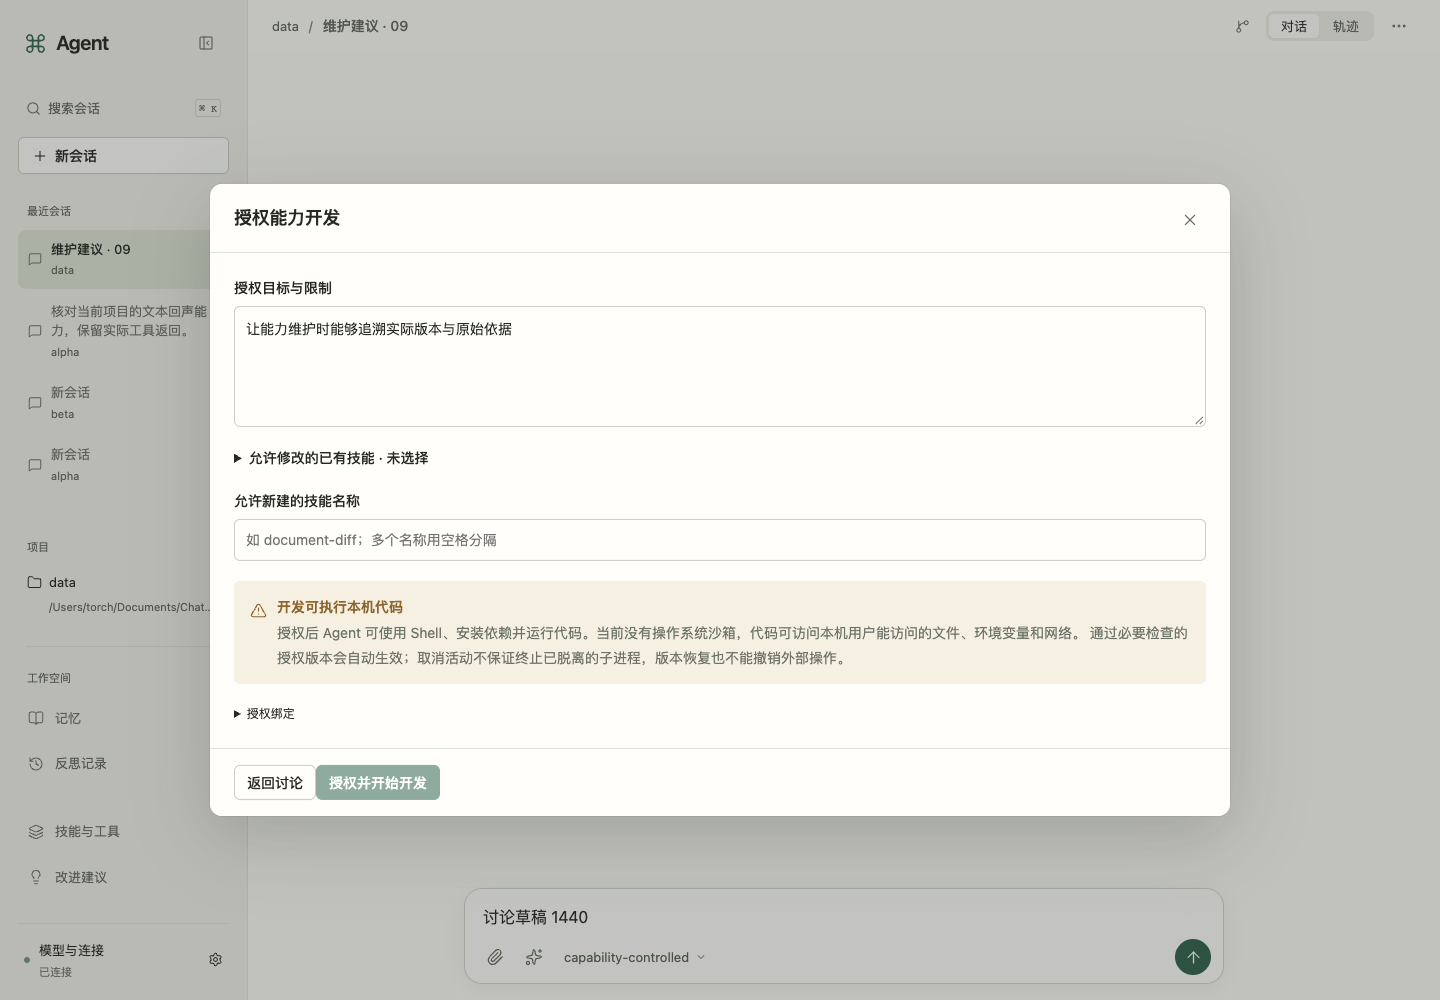 Agent
搜索会话
⌘ K
新会话
最近会话
维护建议 · 09
data
核对当前项目的文本回声能
力，保留实际工具返回。
alpha
新会话
beta
新会话
alpha
项目
data
/Users/torch/Documents/Chat...
工作空间
记忆
反思记录
技能与工具
改进建议
模型与连接
已连接
data / 维护建议 · 09
对话
轨迹
授权能力开发
授权目标与限制
让能力维护时能够追溯实际版本与原始依据
允许修改的已有技能 · 未选择
允许新建的技能名称
如 document-diff；多个名称用空格分隔
开发可执行本机代码
授权后 Agent 可使用 Shell、安装依赖并运行代码。当前没有操作系统沙箱，代码可访问本机用户能访问的文件、环境变量和网络。 通过必要检查的
授权版本会自动生效；取消活动不保证终止已脱离的子进程，版本恢复也不能撤销外部操作。
授权绑定
返回讨论
授权并开始开发
讨论草稿 1440
capability-controlled